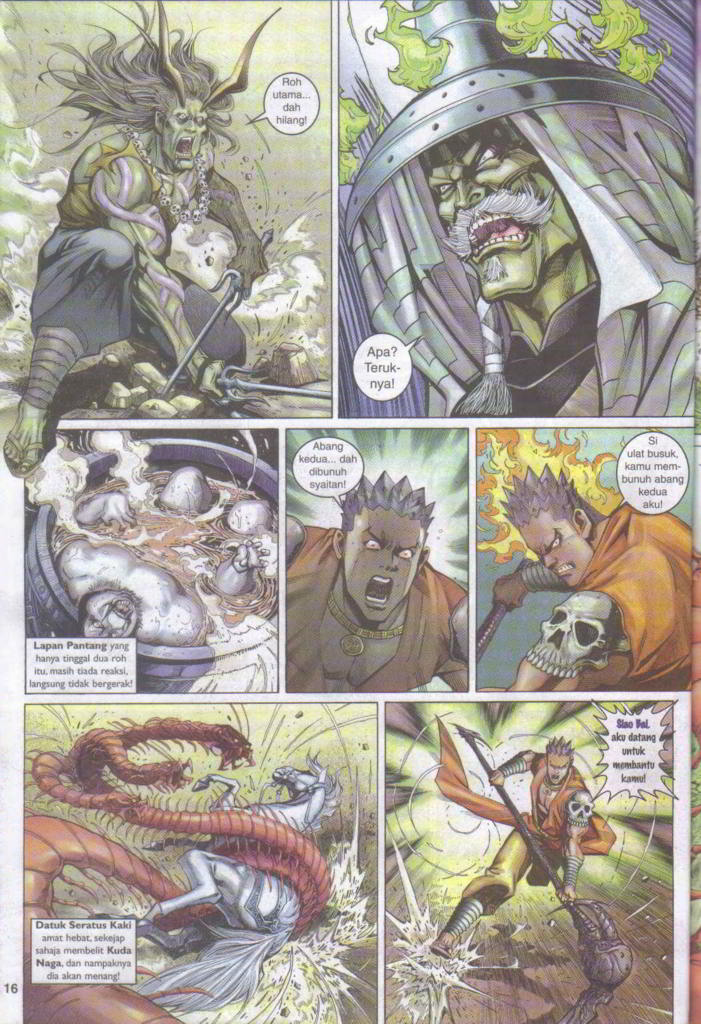 Roh
utama...
dah
hilang!
Apa?
Teruk-
nya!
Lapan Pantang yang
hanya tinggal dua roh
itu, masih tiada reaksi,
langsung tidak bergerak!
Abang
kedua... dah
dibunuh
syaitan!
Si
ulat busuk,
kamu mem-
bunuh abang
kedua
aku!
Datuk Seratus Kaki
amat hebat, sekejap
sahaja membelit Kuda
Naga, dan nampaknya
dia akan menang!
Siao Bai,
aku datang
untuk
membantu
kamu!
16